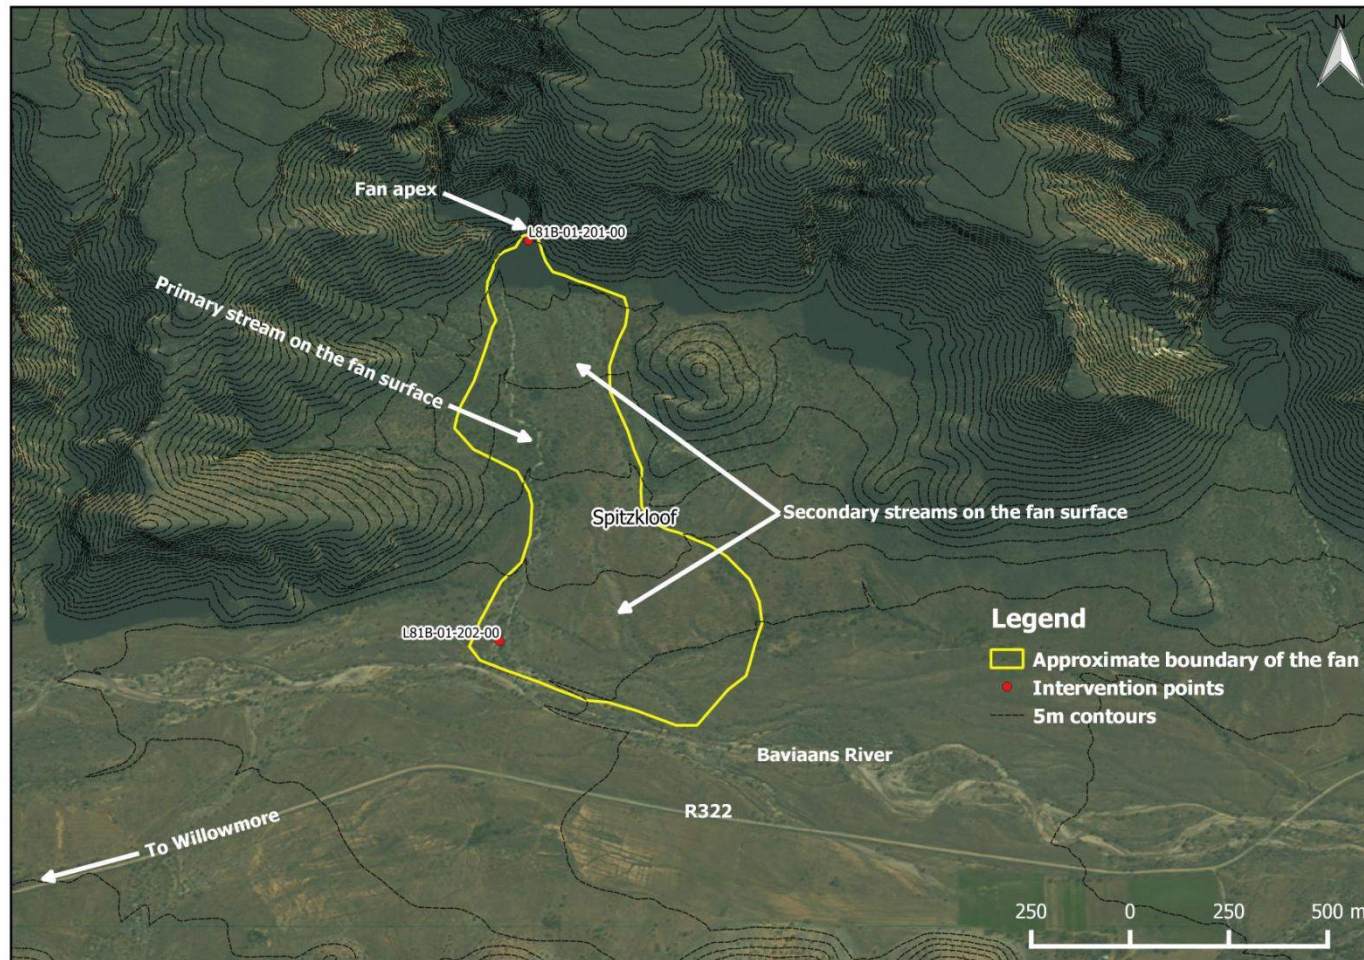 N
Fan apex
L81B-01-201-00
Primary stream on the fan surface
Spitzkloof
Secondary streams on the fan surface
L81B-01-202-00
Legend
Approximate boundary of the fan
Intervention points
5m contours
Baviaans River
R322
To Willowmore
250 0 250 500 m